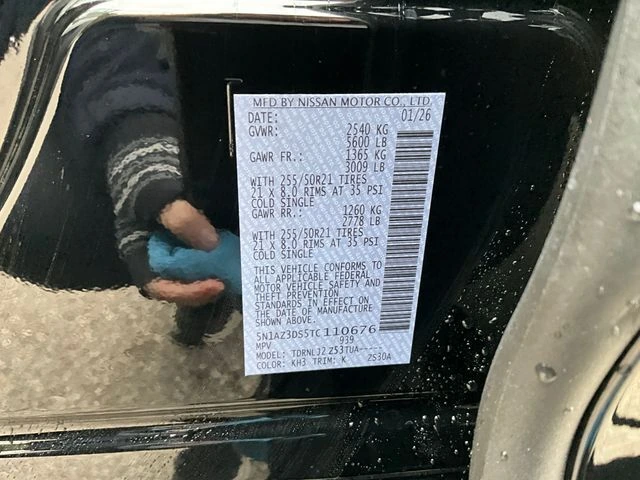 MFD BY NISSAN MOTOR CO., LTD.
DATE: 01/26
GVWR: 2540 KG
5600 LB
GAWR FR.: 1365 KG
3009 LB
WITH 255/50R21 TIRES
21 X 8.0 RIMS AT 35 PSI
COLD SINGLE
GAWR RR.: 1260 KG
2778 LB
WITH 255/50R21 TIRES
21 X 8.0 RIMS AT 35 PSI
COLD SINGLE
THIS VEHICLE CONFORMS TO
ALL APPLICABLE FEDERAL
MOTOR VEHICLE SAFETY AND
THEFT PREVENTION
STANDARDS IN EFFECT ON
THE DATE OF MANUFACTURE
SHOWN ABOVE.
5N1AZ3DS5TC110676
MPV 939
MODEL: TDRNLJ2 Z53TUA-----
COLOR: KH3 TRIM: K ZS30A